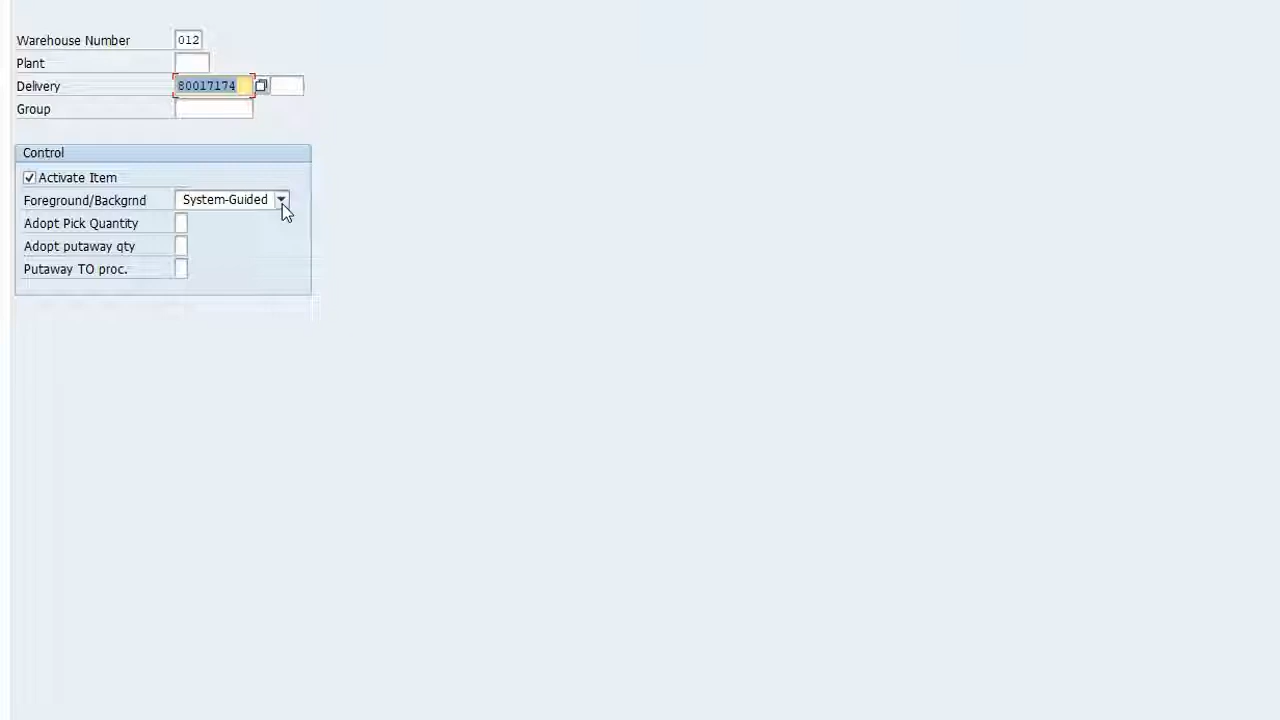 Warehouse Number 012
Plant
Delivery 80017174
Group
Control
Activate Item
Foreground/Backgrnd System-Guided
Adopt Pick Quantity
Adopt putaway qty
Putaway TO proc.